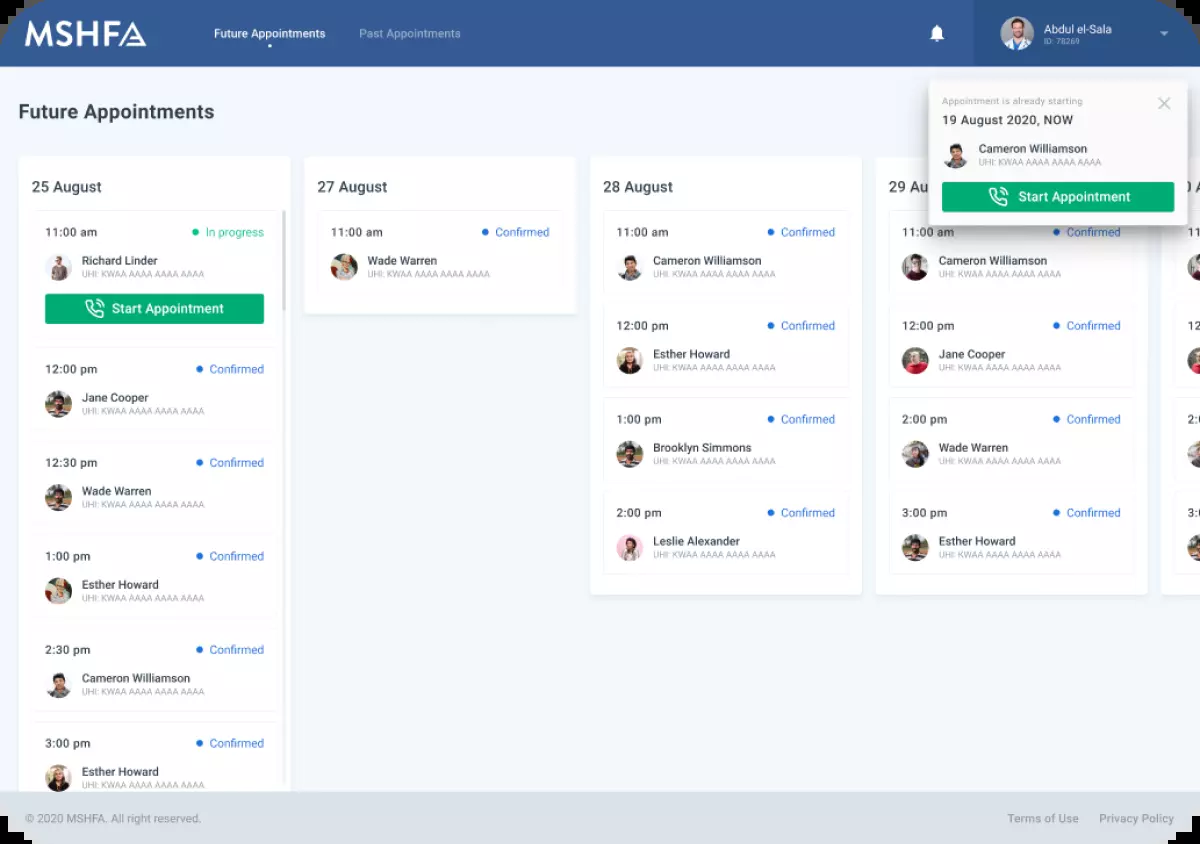 MSHFA
Future Appointments
Past Appointments
Abdul el-Sala
ID: 78269
Future Appointments
Appointment is already starting
19 August 2020, NOW
Cameron Williamson
UHI: KWAA AAAA AAAA AAAA
Start Appointment
25 August
11:00 am In progress
Richard Linder
UHI: KWAA AAAA AAAA AAAA
Start Appointment
12:00 pm Confirmed
Jane Cooper
UHI: KWAA AAAA AAAA AAAA
12:30 pm Confirmed
Wade Warren
UHI: KWAA AAAA AAAA AAAA
1:00 pm Confirmed
Esther Howard
UHI: KWAA AAAA AAAA AAAA
2:30 pm Confirmed
Cameron Williamson
UHI: KWAA AAAA AAAA AAAA
3:00 pm Confirmed
Esther Howard
UHI: KWAA AAAA AAAA AAAA
27 August
11:00 am Confirmed
Wade Warren
UHI: KWAA AAAA AAAA AAAA
28 August
11:00 am Confirmed
Cameron Williamson
UHI: KWAA AAAA AAAA AAAA
12:00 pm Confirmed
Esther Howard
UHI: KWAA AAAA AAAA AAAA
1:00 pm Confirmed
Brooklyn Simmons
UHI: KWAA AAAA AAAA AAAA
2:00 pm Confirmed
Leslie Alexander
UHI: KWAA AAAA AAAA AAAA
29 Au
11:00 am Confirmed
Cameron Williamson
UHI: KWAA AAAA AAAA AAAA
12:00 pm Confirmed
Jane Cooper
UHI: KWAA AAAA AAAA AAAA
2:00 pm Confirmed
Wade Warren
UHI: KWAA AAAA AAAA AAAA
3:00 pm Confirmed
Esther Howard
UHI: KWAA AAAA AAAA AAAA
© 2020 MSHFA. All right reserved.
Terms of Use
Privacy Policy